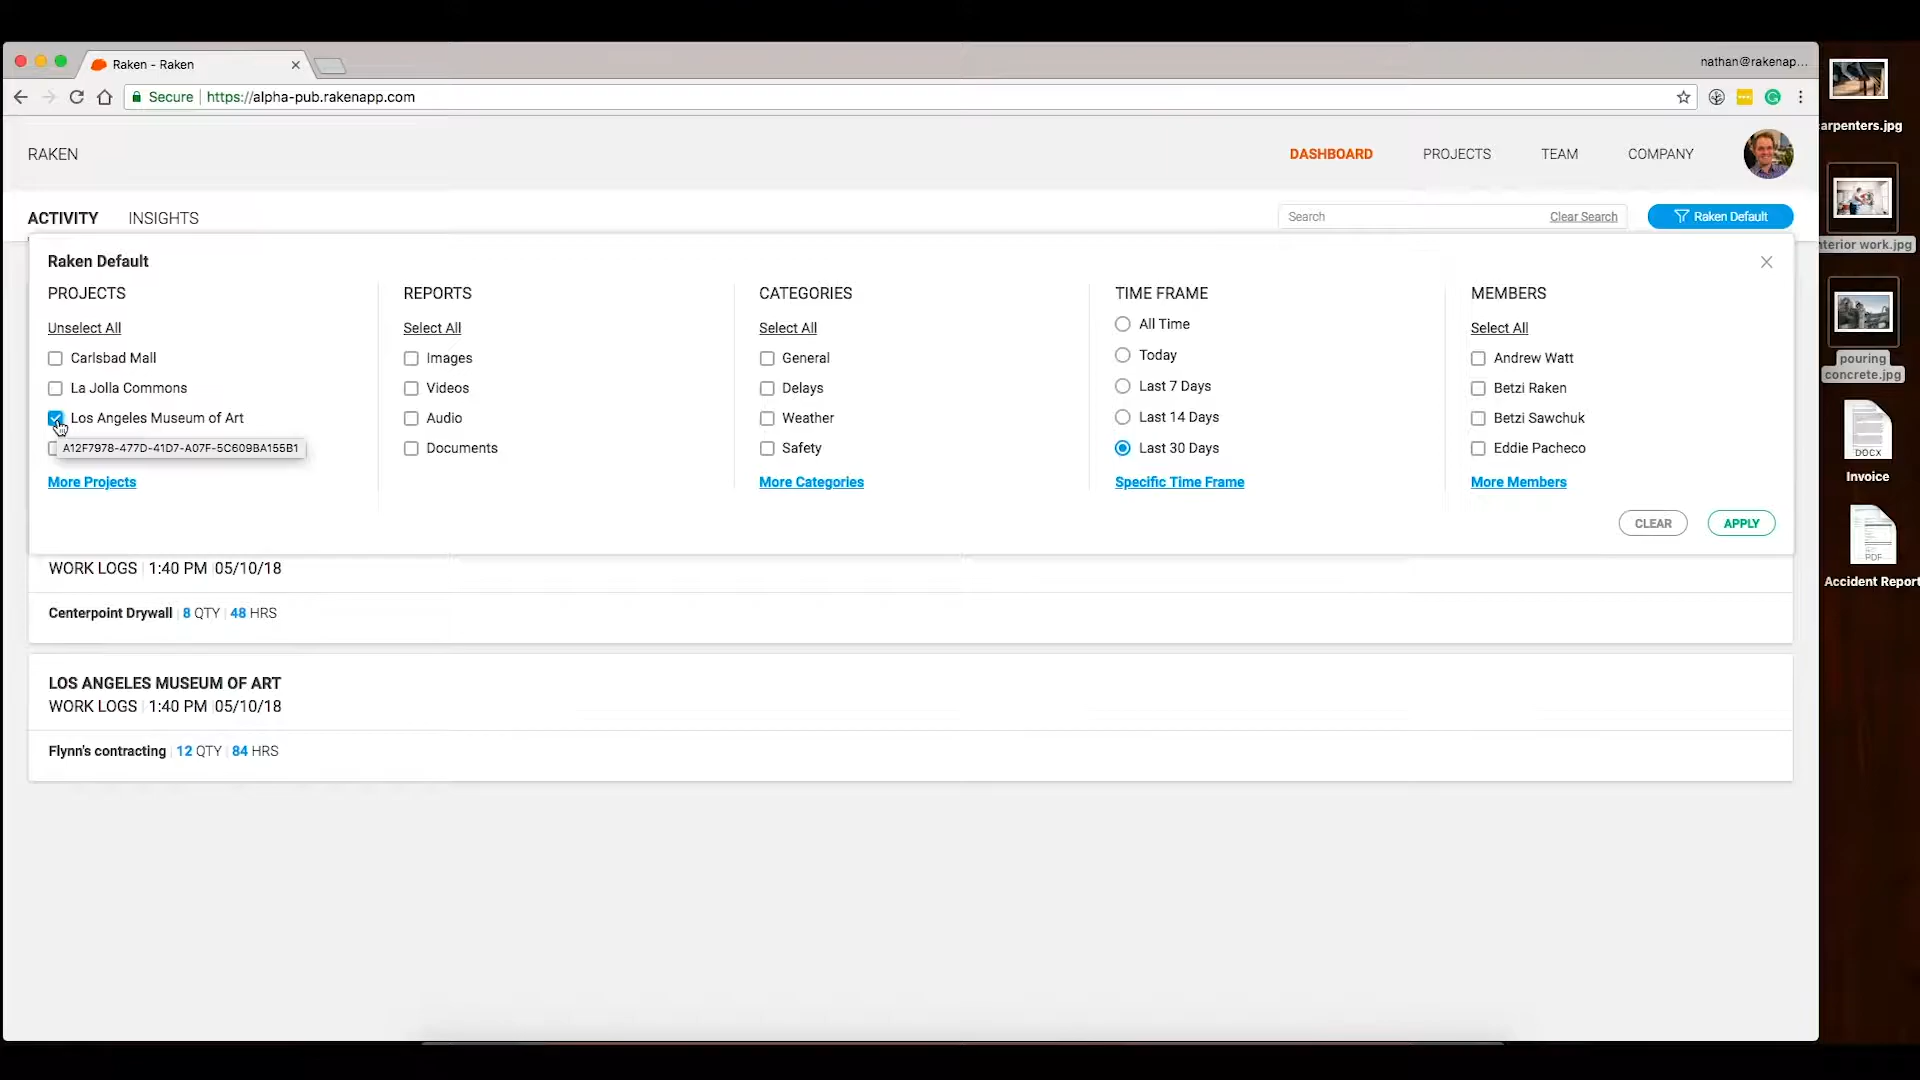 Raken - Raken
nathan@rakenap...
Secure https://alpha-pub.rakenapp.com
RAKEN
DASHBOARD
PROJECTS
TEAM
COMPANY
ACTIVITY
INSIGHTS
Search
Clear Search
Raken Default
Raken Default
PROJECTS
Unselect All
Carlsbad Mall
La Jolla Commons
Los Angeles Museum of Art
A12F7978-477D-41D7-A07F-5C609BA155B1
More Projects
REPORTS
Select All
Images
Videos
Audio
Documents
CATEGORIES
Select All
General
Delays
Weather
Safety
More Categories
TIME FRAME
All Time
Today
Last 7 Days
Last 14 Days
Last 30 Days
Specific Time Frame
MEMBERS
Select All
Andrew Watt
Betzi Raken
Betzi Sawchuk
Eddie Pacheco
More Members
CLEAR
APPLY
WORK LOGS 1:40 PM 05/10/18
Centerpoint Drywall 8 QTY 48 HRS
LOS ANGELES MUSEUM OF ART
WORK LOGS 1:40 PM 05/10/18
Flynn's contracting 12 QTY 84 HRS
arpenters.jpg
nterior work.jpg
pouring
concrete.jpg
DOCX
Invoice
PDF
Accident Report